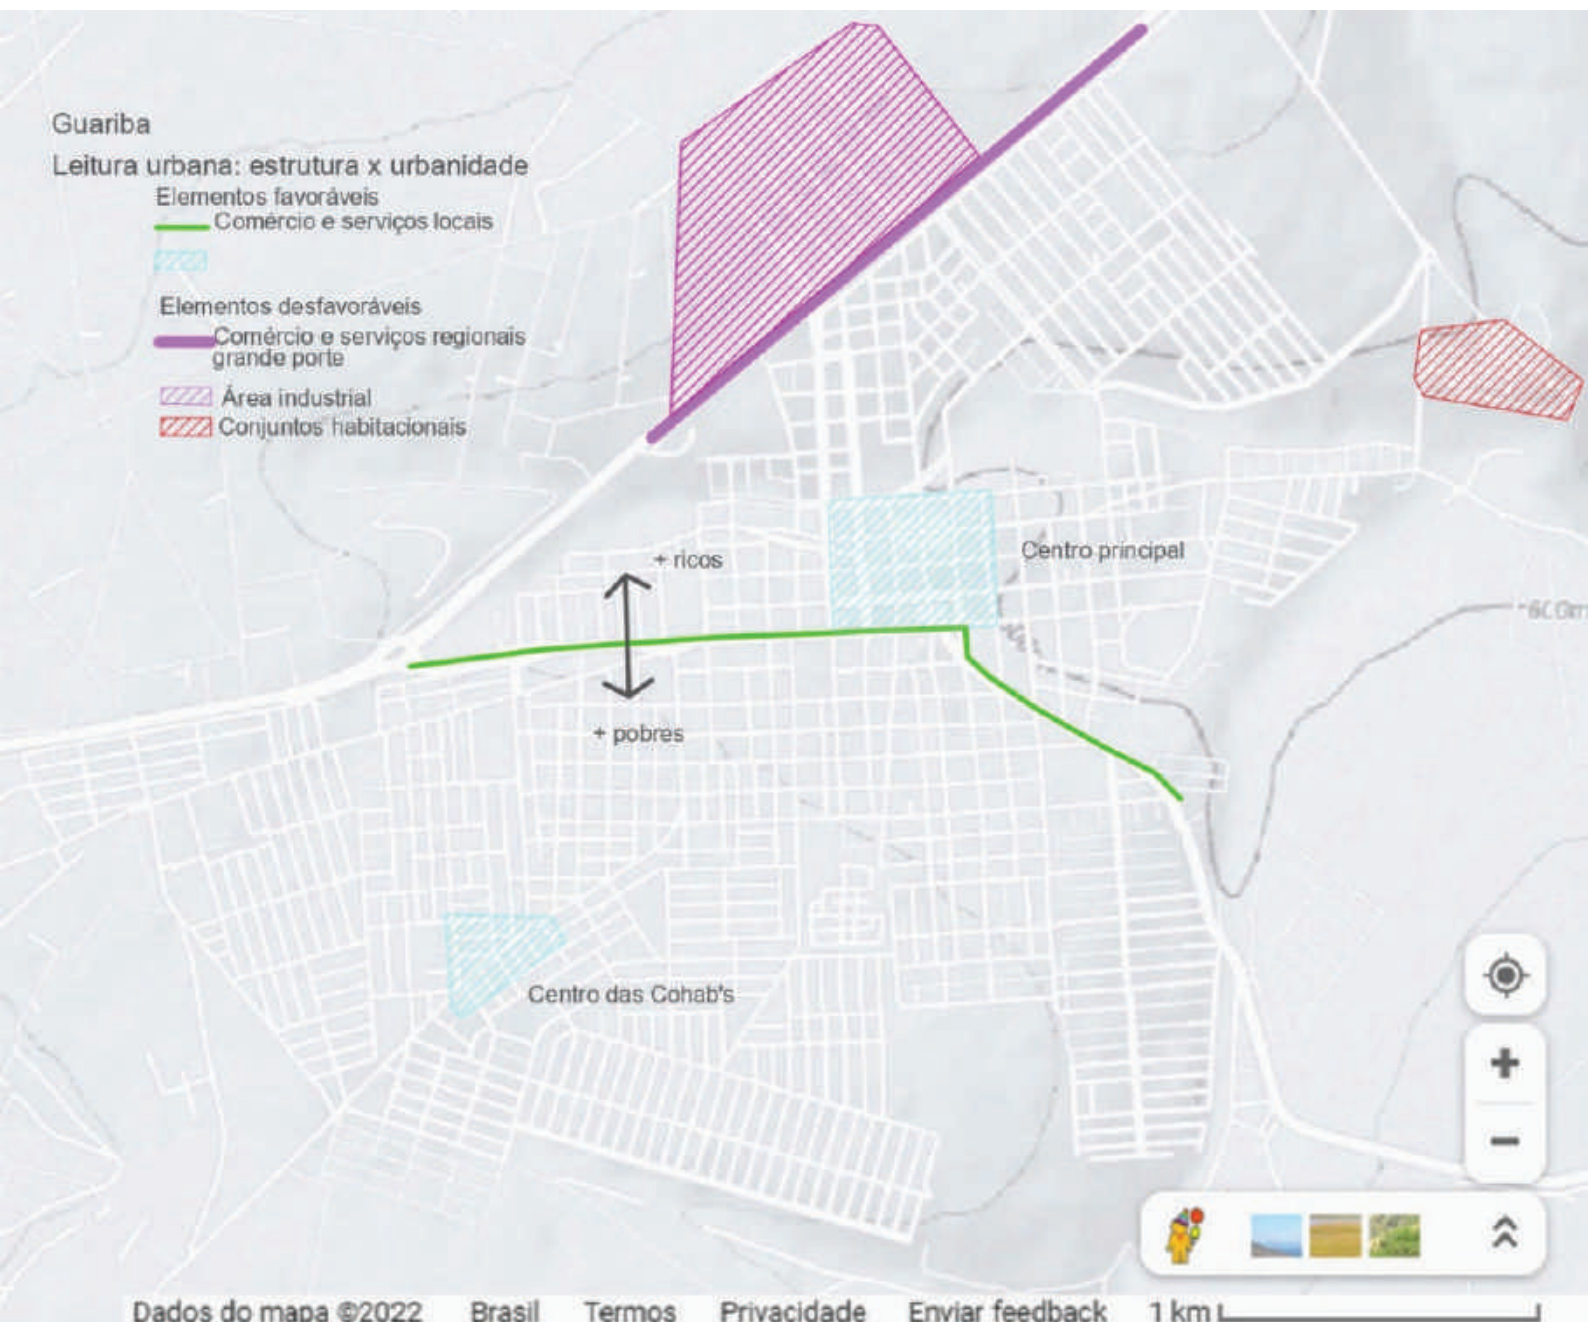 Guariba
Leitura urbana: estrutura x urbanidade
Elementos favoráveis
Comércio e serviços locais
Elementos desfavoráveis
Comércio e serviços regionais
grande porte
Área industrial
Conjuntos habitacionais
+ ricos
Centro principal
+ pobres
Centro das Cohab's
Dados do mapa ©2022 Brasil Termos Privacidade Enviar feedback 1 km